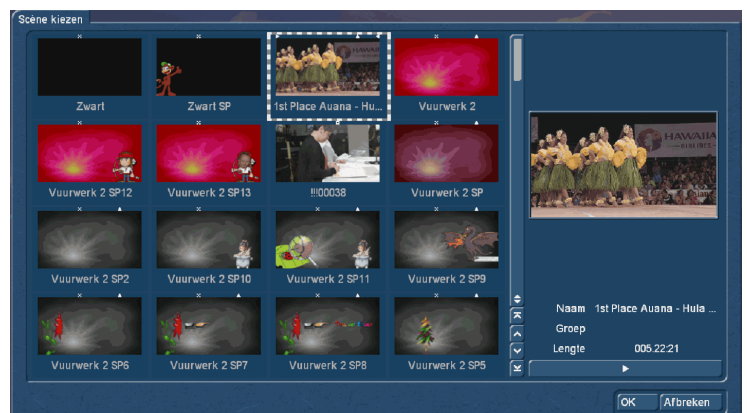 Scène kiezen
Zwart
Zwart SP
1st Place Auana - Hu...
Vuurwerk 2
Vuurwerk 2 SP12
Vuurwerk 2 SP13
!!!00038
Vuurwerk 2 SP
Vuurwerk 2 SP2
Vuurwerk 2 SP10
Vuurwerk 2 SP11
Vuurwerk 2 SP9
Vuurwerk 2 SP6
Vuurwerk 2 SP7
Vuurwerk 2 SP8
Vuurwerk 2 SP5
HAWAIIA
Naam 1st Place Auana - Hula ...
Groep
Lengte 005.22:21
OK Afbreken